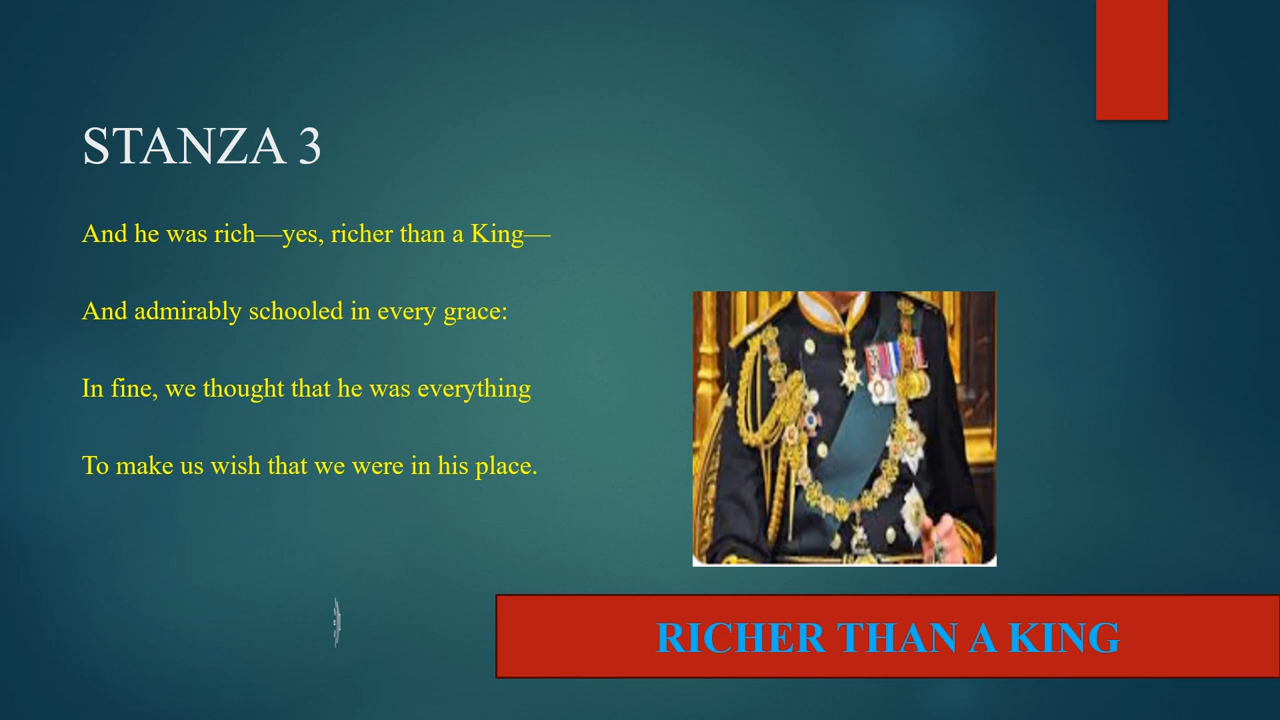 STANZA 3
And he was rich—yes, richer than a King—
And admirably schooled in every grace:
In fine, we thought that he was everything
To make us wish that we were in his place.
RICHER THAN A KING